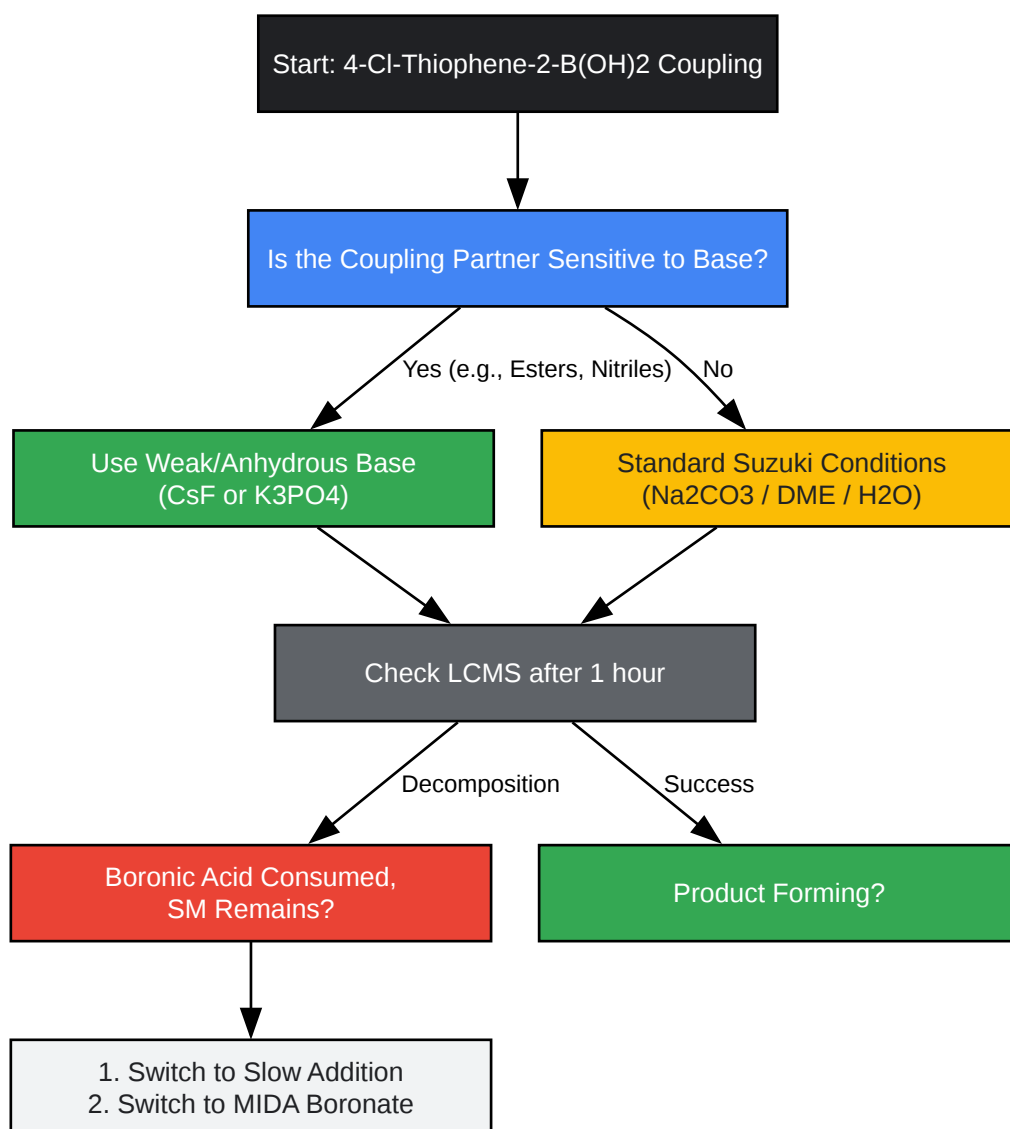 Start: 4-Cl-Thiophene-2-B(OH)2 Coupling
Is the Coupling Partner Sensitive to Base?
Yes (e.g., Esters, Nitriles)
No
Use Weak/Anhydrous Base
(CsF or K3PO4)
Standard Suzuki Conditions
(Na2CO3 / DME / H2O)
Check LCMS after 1 hour
Decomposition
Success
Boronic Acid Consumed,
SM Remains?
Product Forming?
1. Switch to Slow Addition
2. Switch to MIDA Boronate